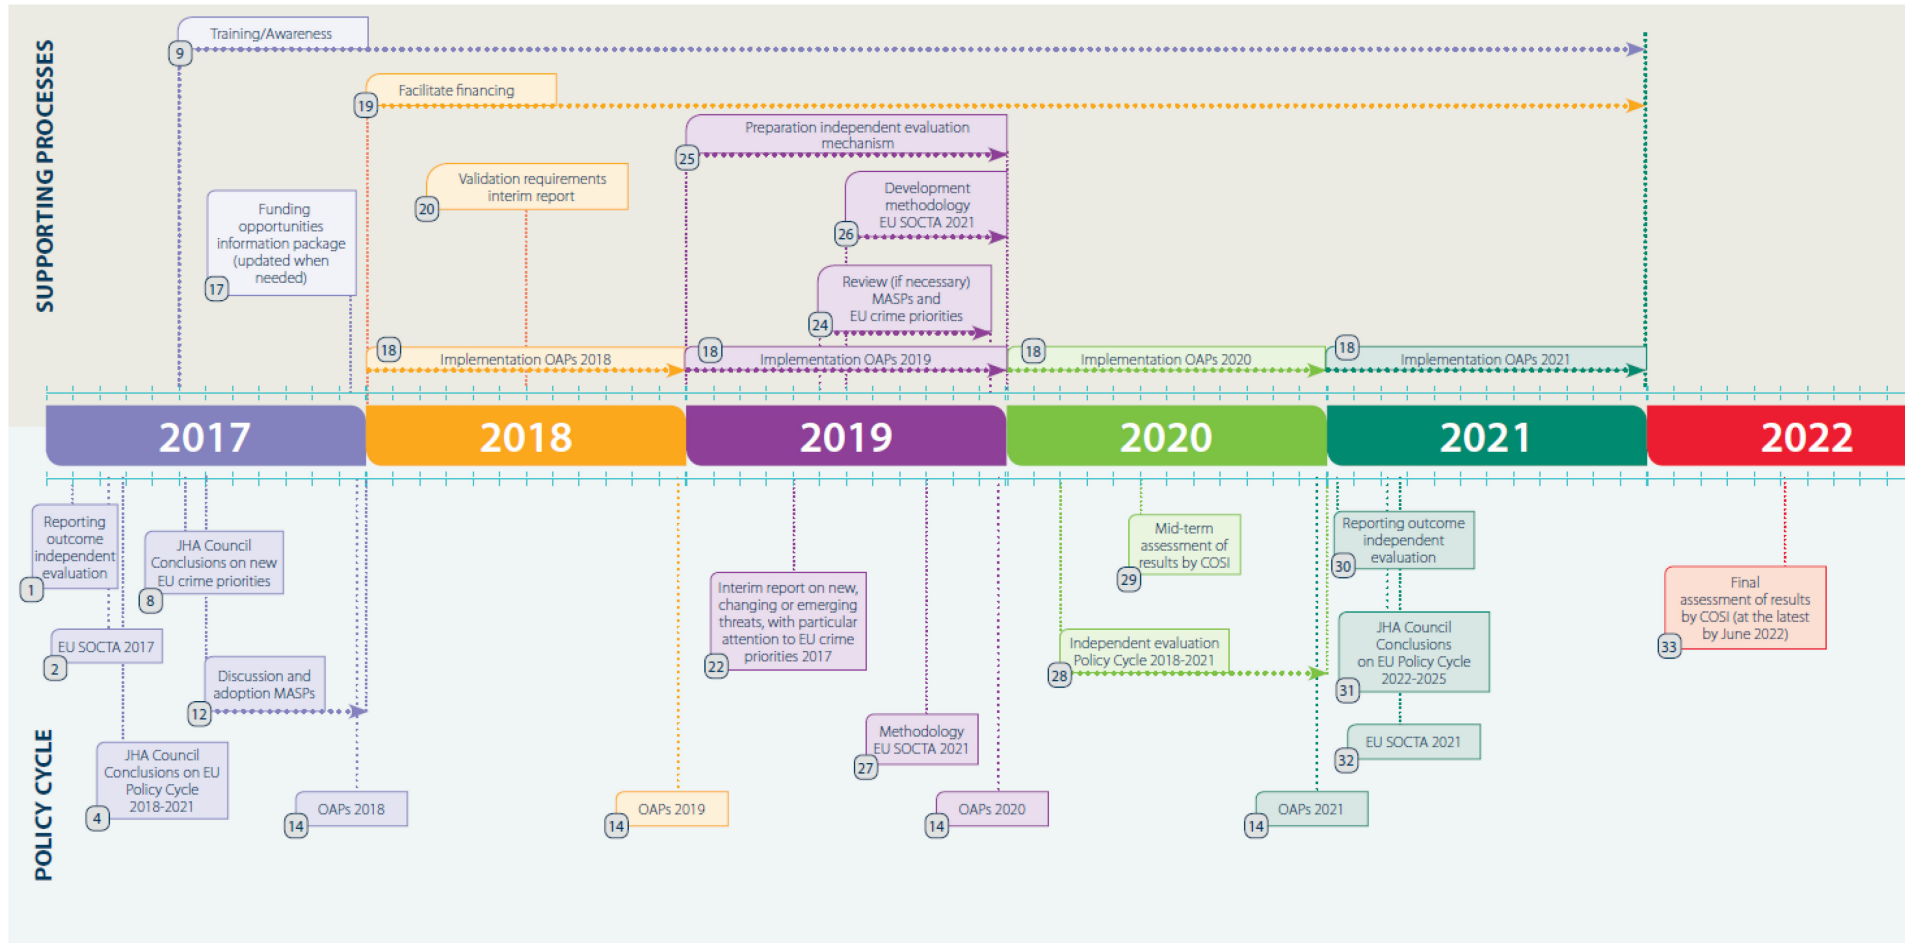 SUPPORTING PROCESSES
Training/Awareness
9
Facilitate financing
19
Preparation independent evaluation
mechanism
25
Validation requirements
interim report
20
Development
methodology
EU SOCTA 2021
26
Funding
opportunities
information package
(updated when
needed)
17
Review (if necessary)
MASPs and
EU crime priorities
24
18
Implementation OAPs 2018
18
Implementation OAPs 2019
18
Implementation OAPs 2020
18
Implementation OAPs 2021
2017
2018
2019
2020
2021
2022
POLICY CYCLE
Reporting
outcome
independent
evaluation
1
JHA Council
Conclusions on new
EU crime priorities
8
EU SOCTA 2017
2
Discussion and
adoption MASPs
12
JHA Council
Conclusions on EU
Policy Cycle
2018-2021
4
OAPs 2018
14
OAPs 2019
14
Interim report on new,
changing or emerging
threats, with particular
attention to EU crime
priorities 2017
22
Methodology
EU SOCTA 2021
27
OAPs 2020
14
Mid-term
assessment of
results by COSI
29
Independent evaluation
Policy Cycle 2018-2021
28
OAPs 2021
14
Reporting outcome
independent
evaluation
30
JHA Council
Conclusions
on EU Policy Cycle
2022-2025
31
EU SOCTA 2021
32
Final
assessment of results
by COSI (at the latest
by June 2022)
33